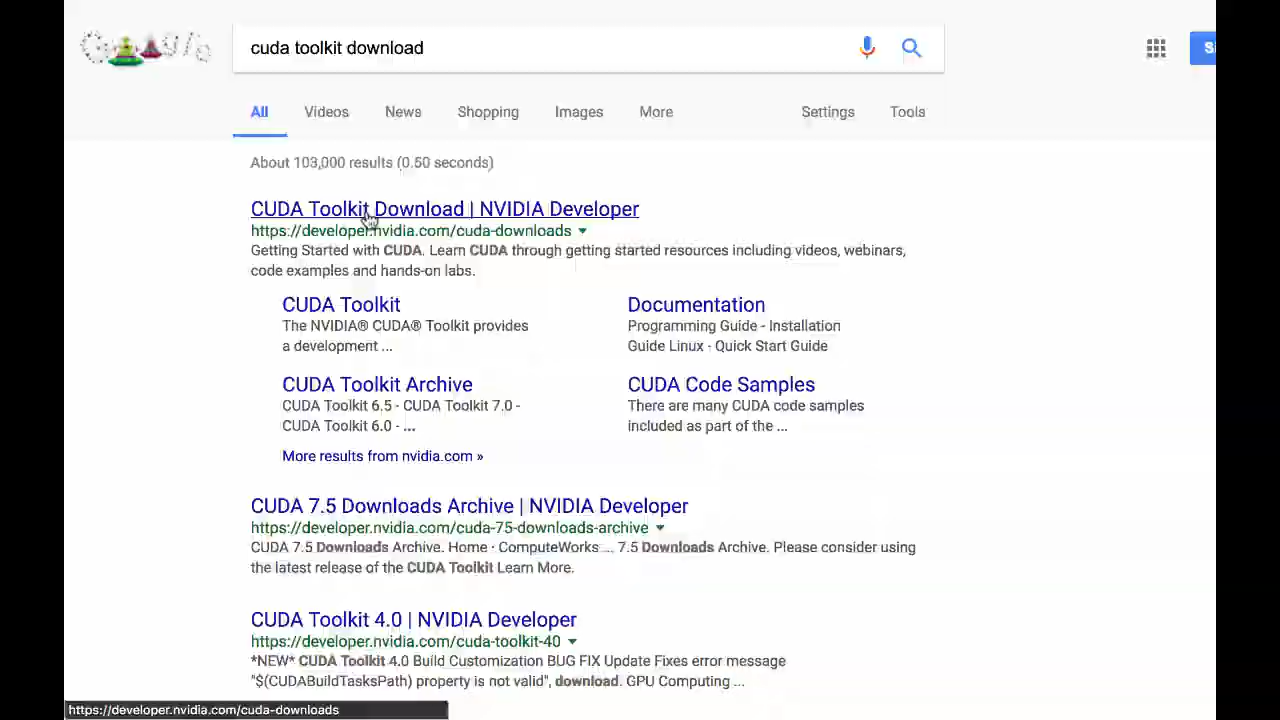 cuda toolkit download
All Videos News Shopping Images More Settings Tools
About 103,000 results (0.50 seconds)
CUDA Toolkit Download | NVIDIA Developer
https://developer.nvidia.com/cuda-downloads
Getting Started with CUDA. Learn CUDA through getting started resources including videos, webinars,
code examples and hands-on labs.
CUDA Toolkit
The NVIDIA® CUDA® Toolkit provides
a development ...
Documentation
Programming Guide - Installation
Guide Linux - Quick Start Guide
CUDA Toolkit Archive
CUDA Toolkit 6.5 - CUDA Toolkit 7.0 -
CUDA Toolkit 6.0 - ...
CUDA Code Samples
There are many CUDA code samples
included as part of the ...
More results from nvidia.com »
CUDA 7.5 Downloads Archive | NVIDIA Developer
https://developer.nvidia.com/cuda-75-downloads-archive
CUDA 7.5 Downloads Archive. Home · ComputeWorks ... 7.5 Downloads Archive. Please consider using
the latest release of the CUDA Toolkit Learn More.
CUDA Toolkit 4.0 | NVIDIA Developer
https://developer.nvidia.com/cuda-toolkit-40
*NEW* CUDA Toolkit 4.0 Build Customization BUG FIX Update Fixes error message
"$(CUDABuildTasksPath) property is not valid", download. GPU Computing ...
https://developer.nvidia.com/cuda-downloads